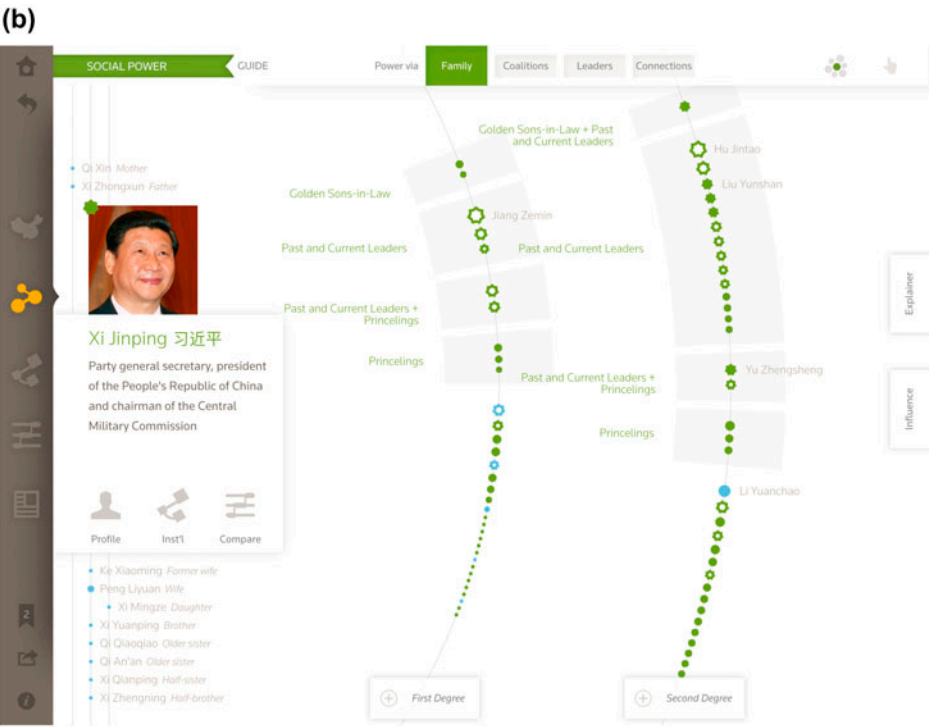 (b)
SOCIAL POWER
GUIDE
Power via
Family
Coalitions
Leaders
Connections
Qi Xin Mother
Xi Zhongxun Father
Xi Jinping 习近平
Party general secretary, president
of the People's Republic of China
and chairman of the Central
Military Commission
Profile
Inst'l
Compare
Ke Xiaoming Former wife
Peng Liyuan Wife
Xi Mingze Daughter
Xi Yuanping Brother
Qi Qiaoqiao Older sister
Qi An'an Older sister
Xi Qianping Half-sister
Xi Zhengning Half-brother
2
Golden Sons-in-Law
Jiang Zemin
Past and Current Leaders
Past and Current Leaders +
Princelings
Princelings
First Degree
Golden Sons-in-Law + Past
and Current Leaders
Hu Jintao
Liu Yunshan
Past and Current Leaders
Past and Current Leaders +
Princelings
Yu Zhengsheng
Princelings
Li Yuanchao
Second Degree
Explainer
Influence